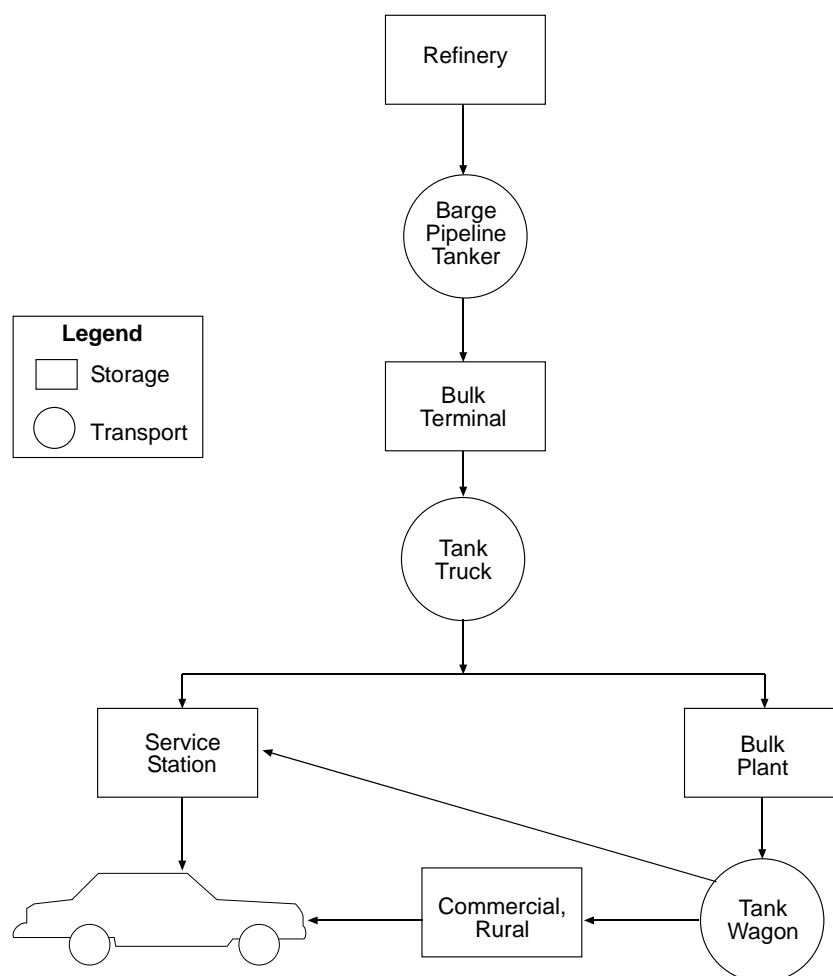 Refinery
Barge
Pipeline
Tanker
Legend
Storage
Transport
Bulk
Terminal
Tank
Truck
Service
Station
Bulk
Plant
Commercial,
Rural
Tank
Wagon